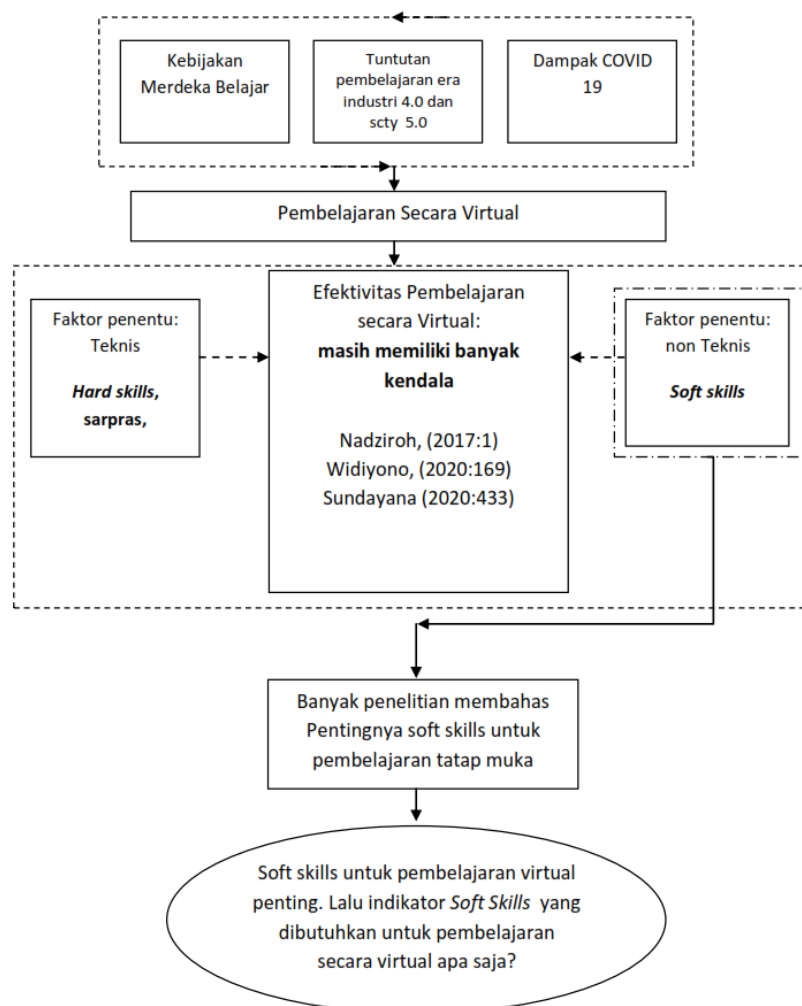 Kebijakan
Merdeka Belajar
Tuntutan
pembelajaran era
industri 4.0 dan
scty 5.0
Dampak COVID
19
Pembelajaran Secara Virtual
Faktor penentu:
Teknis
Hard skills,
sarpras,
Efektivitas Pembelajaran
secara Virtual:
masih memiliki banyak
kendala
Nadziroh, (2017:1)
Widiyono, (2020:169)
Sundayana (2020:433)
Faktor penentu:
non Teknis
Soft skills
Banyak penelitian membahas
Pentingnya soft skills untuk
pembelajaran tatap muka
Soft skills untuk pembelajaran virtual
penting. Lalu indikator Soft Skills yang
dibutuhkan untuk pembelajaran
secara virtual apa saja?